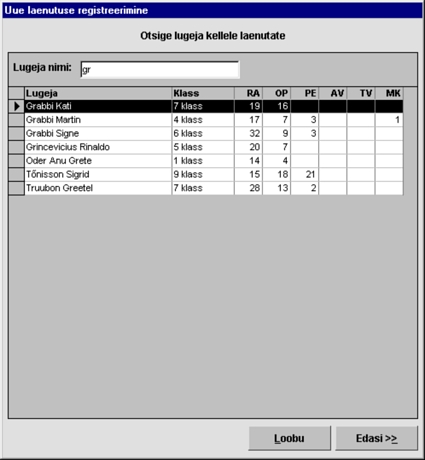 Uue laenutuse registreerimine
Otsige lugeja kellele laenutate
Lugeja nimi: gr
Lugeja Klass RA OP PE AV TV MK
Grabbi Kati 7 klass 19 16
Grabbi Martin 4 klass 17 7 3 1
Grabbi Signe 6 klass 32 9 3
Grincevicius Rinaldo 5 klass 20 7
Oder Anu Grete 1 klass 14 4
Tõnisson Sigrid 9 klass 15 18 21
Truubon Greetel 7 klass 28 13 2
Loobu Edasi >>